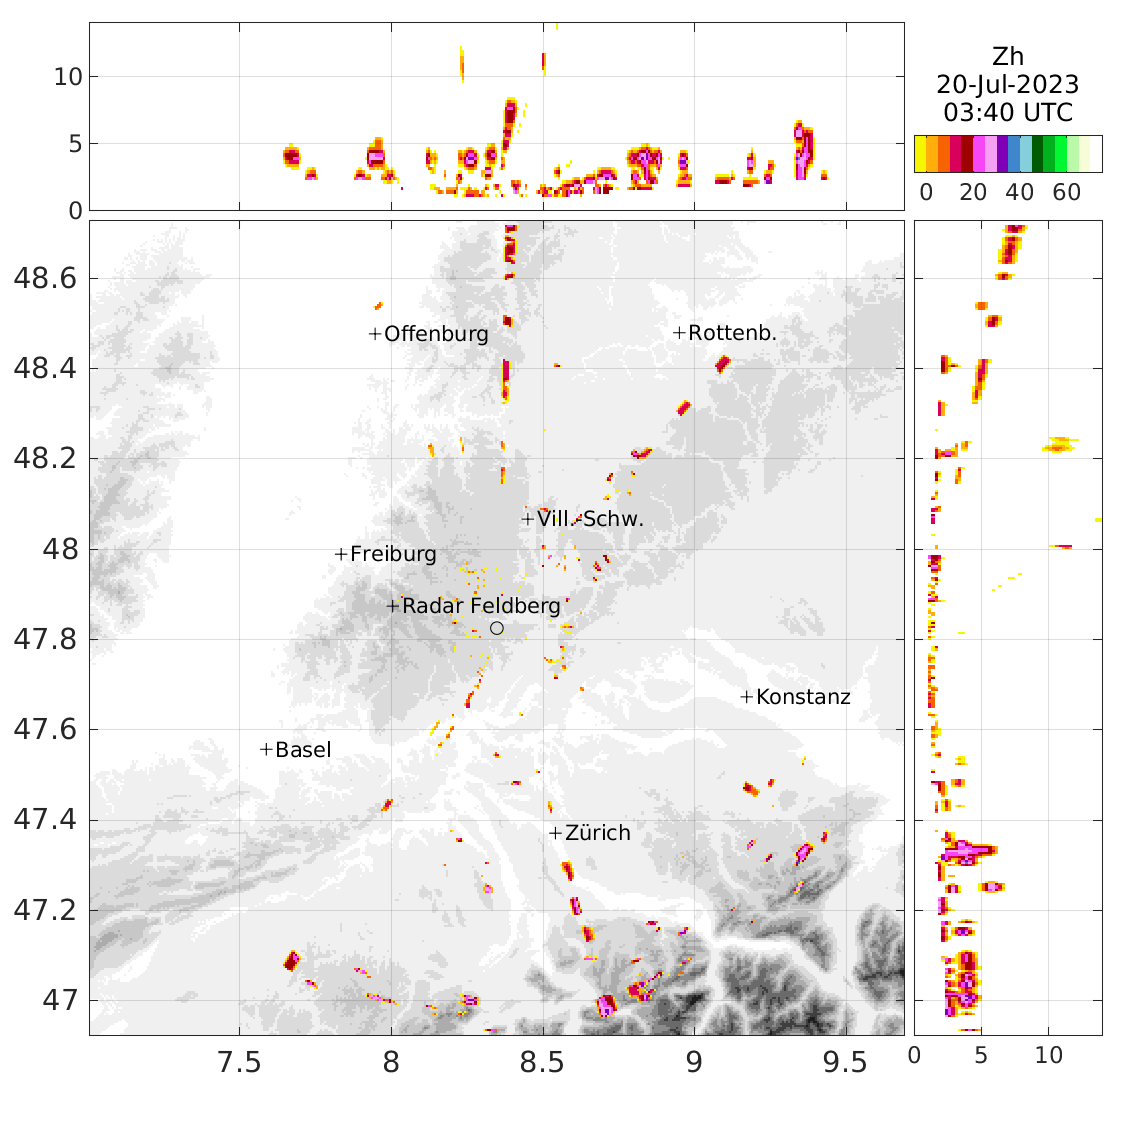 Zh
20-Jul-2023
03:40 UTC
10
5
0
0 20 40 60
48.6
48.4
48.2
48
47.8
47.6
47.4
47.2
47
+Offenburg
+Rottenb.
+Vill.-Schw.
+Freiburg
+Radar Feldberg
+Konstanz
+Basel
+Zürich
7.5 8 8.5 9 9.5
0 5 10